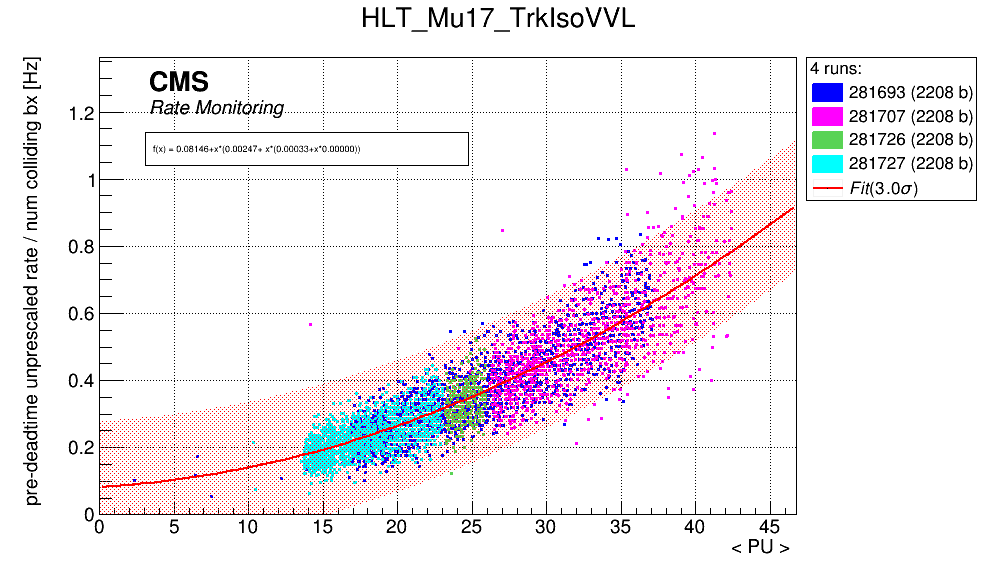 HLT_Mu17_TrkIsoVVL
pre-deadtime unprescaled rate / num colliding bx [Hz]
CMS
Rate Monitoring
f(x) = 0.08146+x*(0.00247+ x*(0.00033+x*0.00000))
1.2
1
0.8
0.6
0.4
0.2
0
0 5 10 15 20 25 30 35 40 45
< PU >
4 runs:
281693 (2208 b)
281707 (2208 b)
281726 (2208 b)
281727 (2208 b)
Fit(3.0σ)